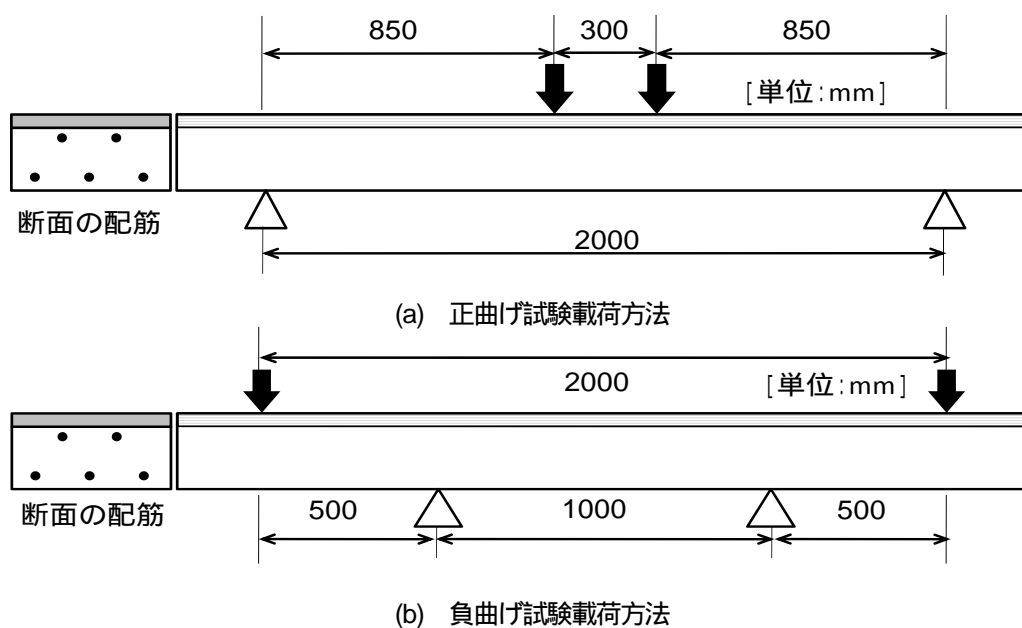 850 300 850
[単位:mm]
断面の配筋
2000
(a) 正曲げ試験載荷方法
2000
[単位:mm]
断面の配筋
500 1000 500
(b) 負曲げ試験載荷方法